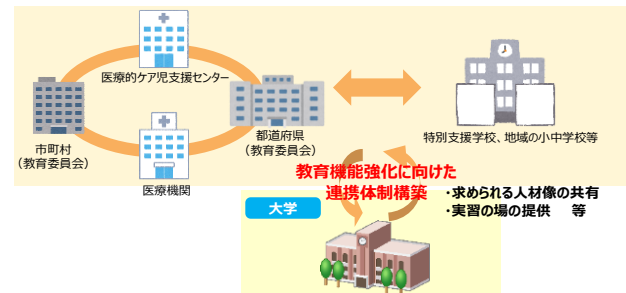 医療的ケア児支援センター
市町村
（教育委員会）
都道府県
（教育委員会）
医療機関
特別支援学校、地域の小中学校等
教育機能強化に向けた
連携体制構築
・求められる人材像の共有
・実習の場の提供　等
大学